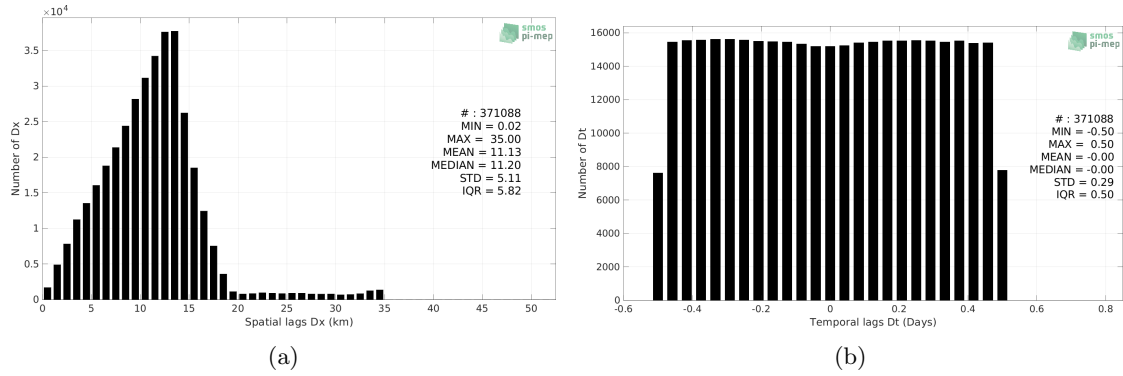 ×10⁴
3.5
3
2.5
2
1.5
1
0.5
0
Number of Dx
0 5 10 15 20 25 30 35 40 45 50
Spatial lags Dx (km)
smos
pi-mep
# : 371088
MIN = 0.02
MAX = 35.00
MEAN = 11.13
MEDIAN = 11.20
STD = 5.11
IQR = 5.82
(a)
16000
14000
12000
10000
8000
6000
4000
2000
0
Number of Dt
-0.6 -0.4 -0.2 0 0.2 0.4 0.6 0.8
Temporal lags Dt (Days)
smos
pi-mep
# : 371088
MIN = -0.50
MAX = 0.50
MEAN = -0.00
MEDIAN = -0.00
STD = 0.29
IQR = 0.50
(b)